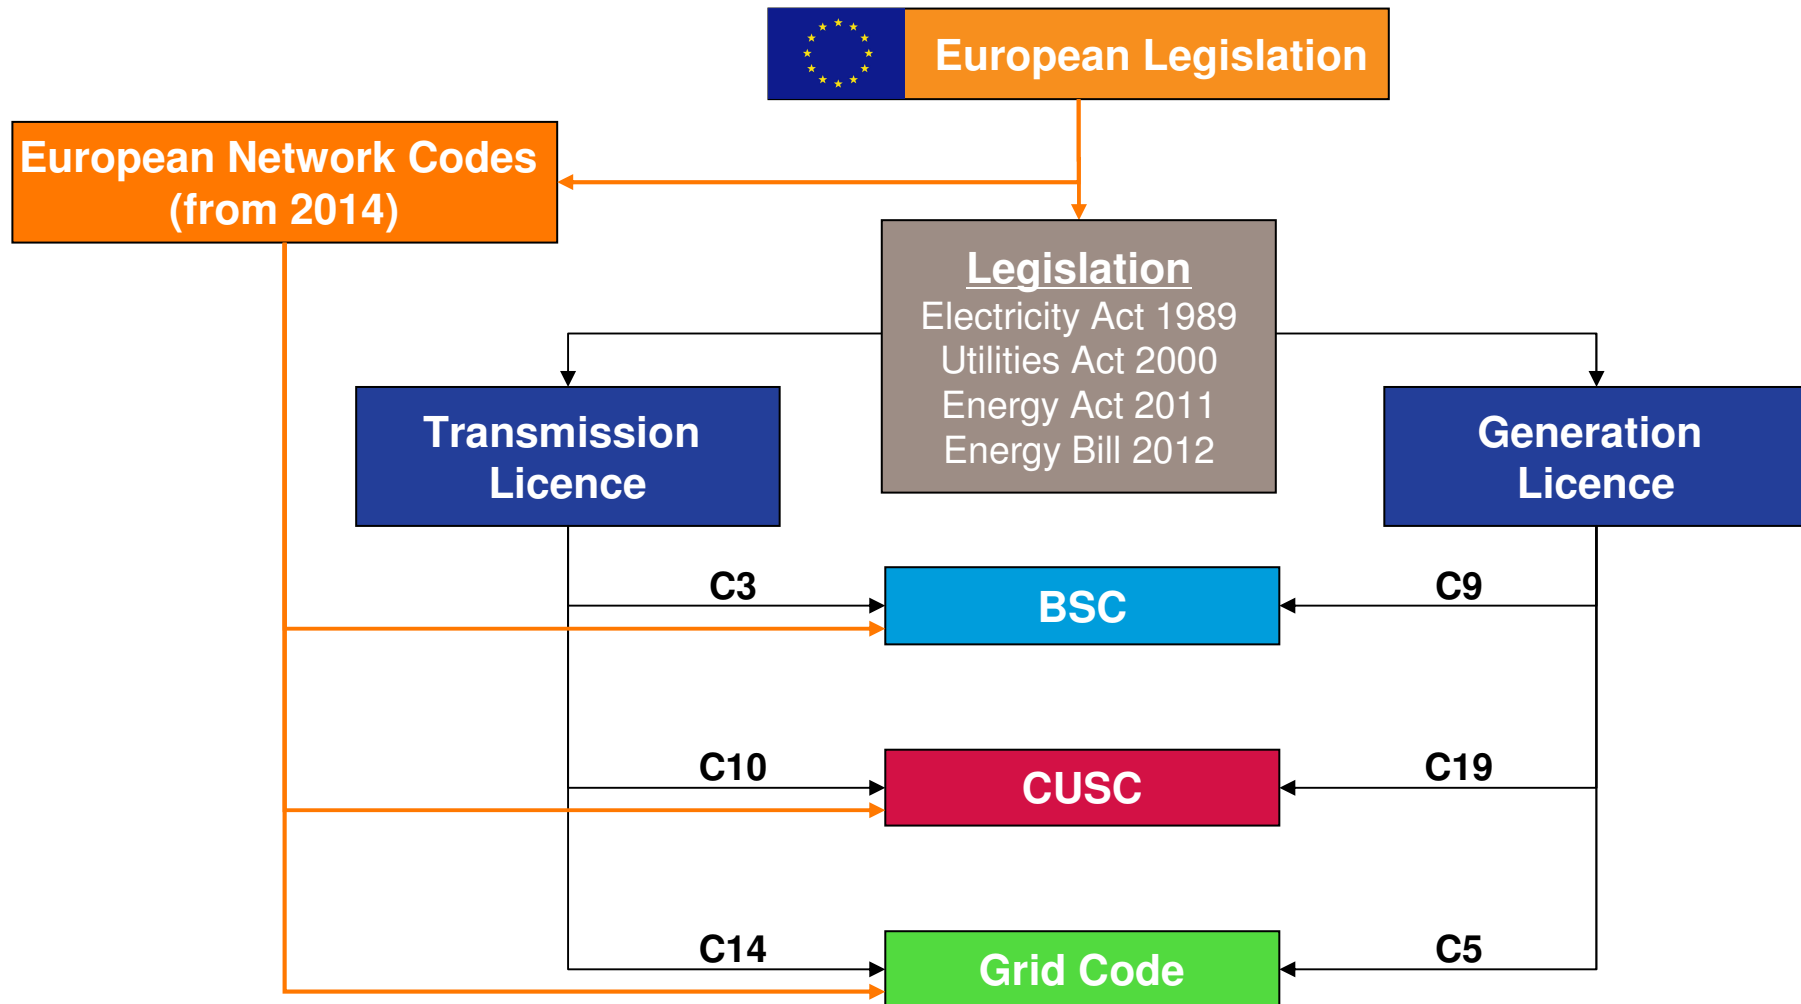 European Legislation
European Network Codes
(from 2014)
Legislation
Electricity Act 1989
Utilities Act 2000
Energy Act 2011
Energy Bill 2012
Transmission
Licence
Generation
Licence
C3
BSC
C9
C10
CUSC
C19
C14
Grid Code
C5